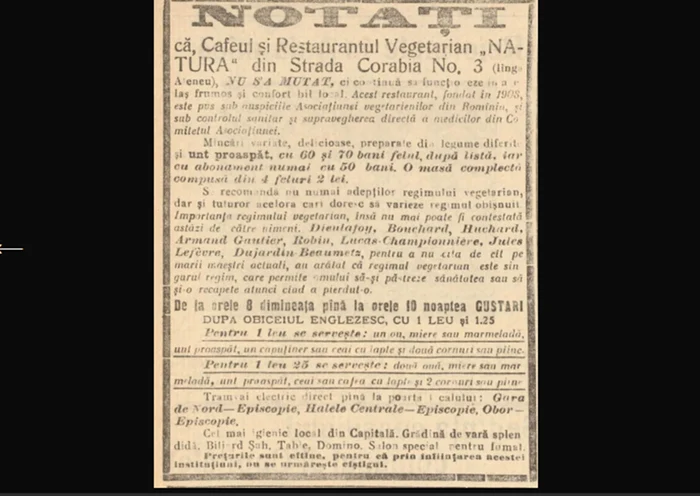 NOTAȚI
că, Cafeul și Restaurantul Vegetarian „NA-
TURA" din Strada Corabia No. 3 (lîngă
Ateneu), NU S'A MUTAT, ci continuă să funcționeze în
laș frumos și confortabil local. Acest restaurant, fondat în 1908,
este pus sub auspiciile Asociațiunei vegetarienilor din România, și
sub controlul sanitar și supravegherea directă a medicilor din Co
mitetul Asociațiunei.
Mîncări variate, delicioase, preparate din legume diferite
și unt proaspăt, cu 60 și 70 bani felul, după listă, iar
cu abonament numai cu 50 bani. O masă complectă
compusă din 4 feluri 2 lei.
Se recomandă nu numai adepților regimului vegetarian,
dar și tuturor acelora cari doresc să varieze regimul obișnuit.
Importanța regimului vegetarian, însă nu mai poate fi contestată
astăzi de către nimeni. Dieulafoy, Bouchard, Huchard,
Armand Gautier, Robin, Lucas-Championnière, Jules
Lefèvre, Dujardin-Beaumetz, pentru a nu cita de cît pe
marii maeștri actuali, au arătat că regimul vegetarian este sin
gurul regim, care permite omului să-și păstreze sănătatea sau să
și-o recapete atunci cînd a pierdut-o.
De la orele 8 dimineața pînă la orele 10 noaptea GUSTARI
DUPA OBICEIUL ENGLEZESC, CU 1 LEU și 1.25
Pentru 1 leu se servește: un ou, miere sau marmeladă,
unt proaspăt, un capuținer sau ceai cu lapte și două cornuri sau pîine.
Pentru 1 leu 25 se servește: două ouă, miere sau mar
meladă, unt proaspăt, ceai sau cafea cu lapte și 2 cornuri sau pîine
Tramvai electric direct pînă la poarta localului: Gara
de Nord—Episcopie, Halele Centrale—Episcopie, Obor—
Episcopie.
Cel mai igienic local din Capitală. Grădină de vară splen
didă. Biliard Șah, Table, Domino. Salon special pentru fumat.
Prețurile sunt eftine, pentru că prin înființarea acestei
instituțiuni, nu se urmărește cîștigul.